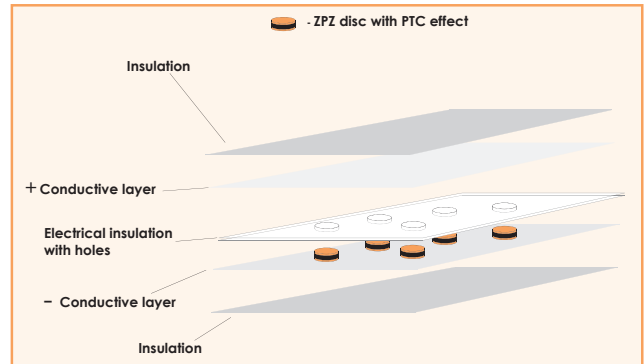 - ZPZ disc with PTC effect
Insulation
+ Conductive layer
Electrical insulation
with holes
− Conductive layer
Insulation